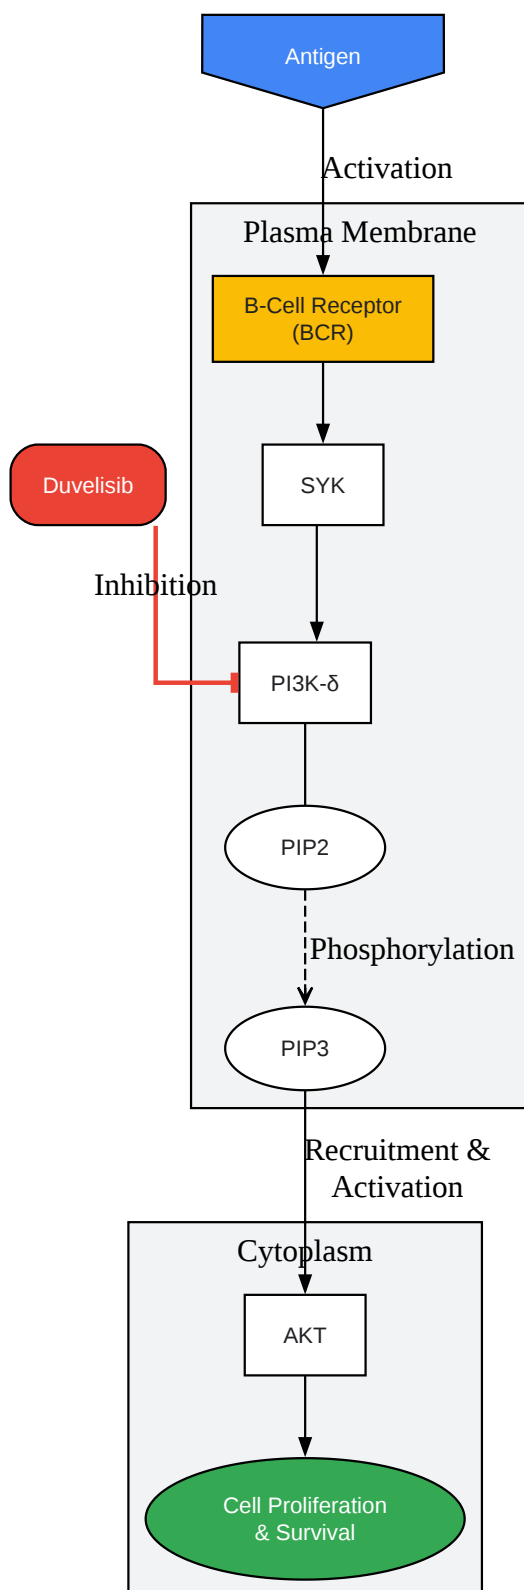 Antigen
Activation
Plasma Membrane
B-Cell Receptor
(BCR)
SYK
Duvelisib
Inhibition
PI3K-δ
PIP2
Phosphorylation
PIP3
Recruitment &
Activation
Cytoplasm
AKT
Cell Proliferation
& Survival